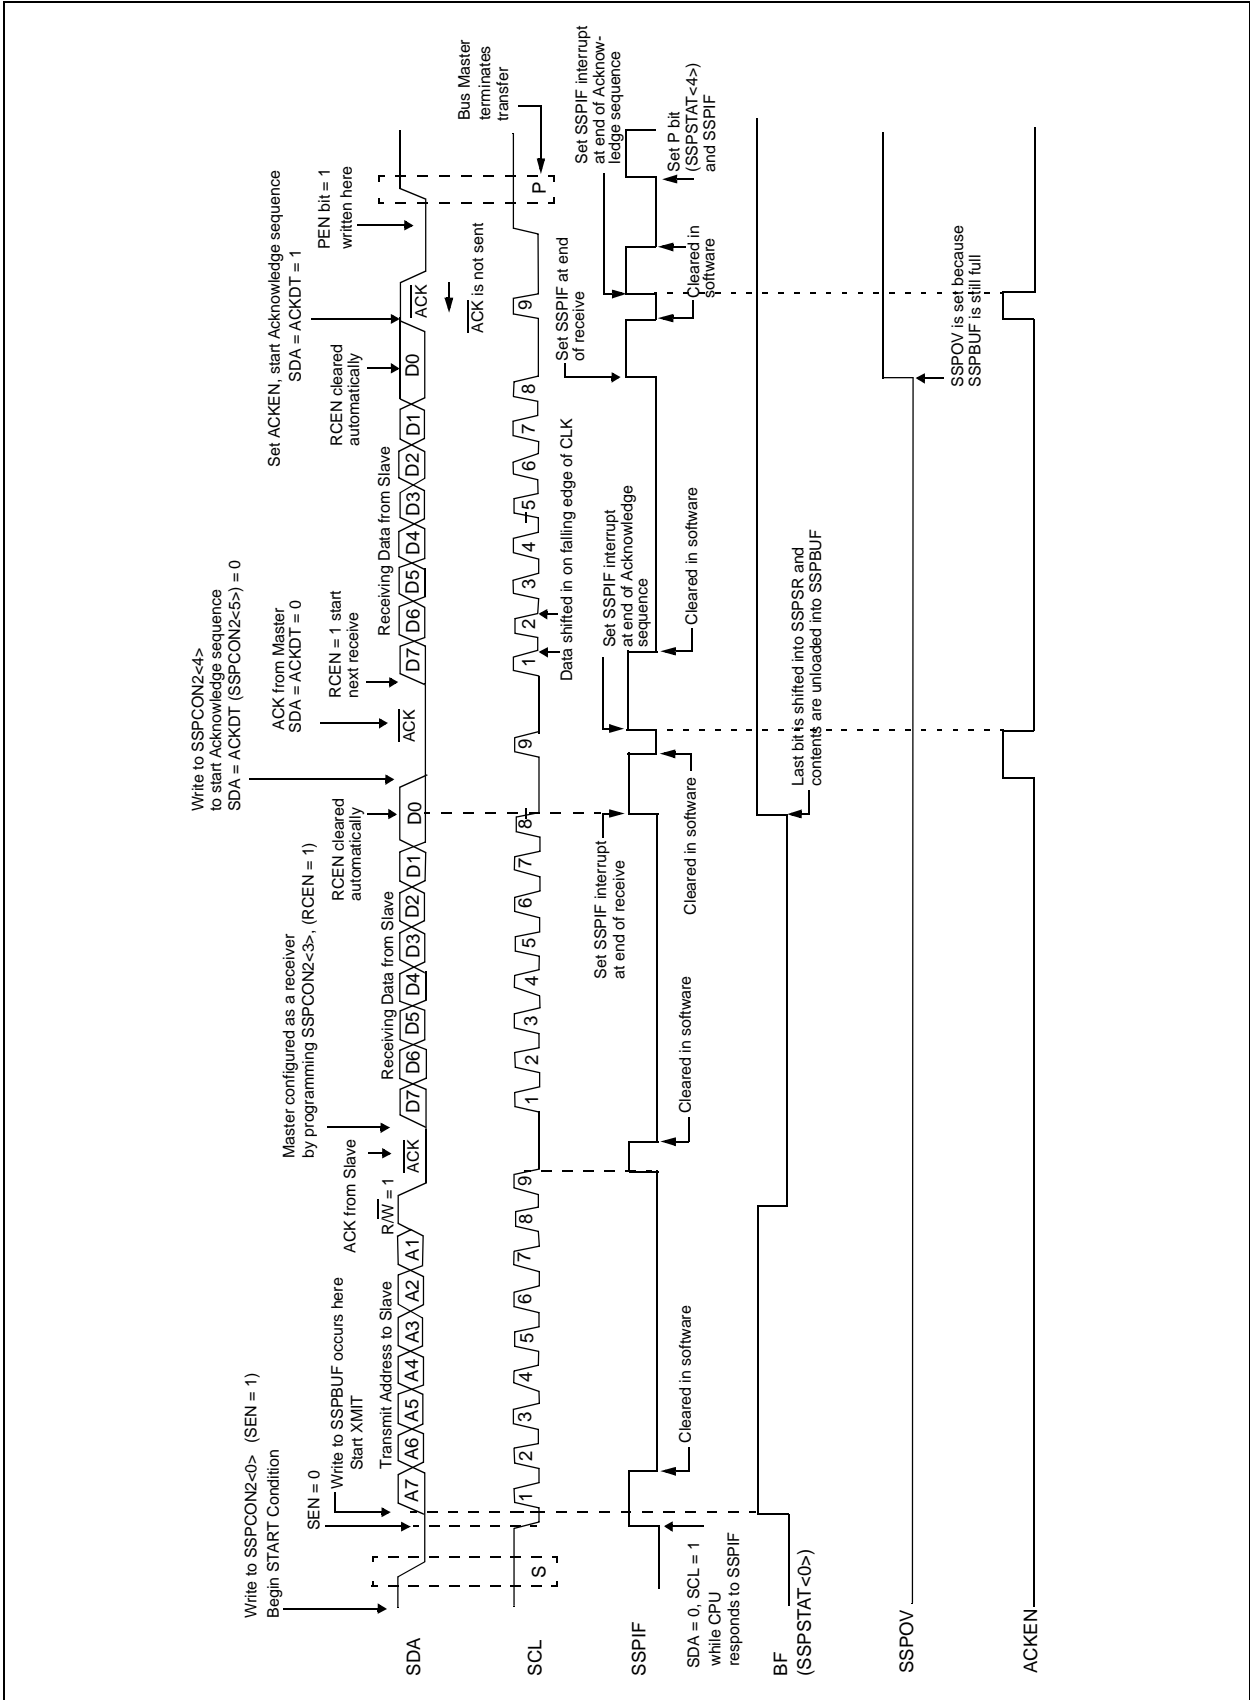 Write to SSPCON2<4>
to start Acknowledge sequence
SDA = ACKDT (SSPCON2<5>) = 0
Write to SSPCON2<0> (SEN = 1)
Begin START Condition
Master configured as a receiver
by programming SSPCON2<3>, (RCEN = 1)
ACK from Master
SDA = ACKDT = 0
Set ACKEN, start Acknowledge sequence
SDA = ACKDT = 1
SEN = 0
Write to SSPBUF occurs here
Start XMIT
ACK from Slave
RCEN cleared
automatically
RCEN = 1 start
next receive
RCEN cleared
automatically
PEN bit = 1
written here
Transmit Address to Slave
R/W = 1
Receiving Data from Slave
Receiving Data from Slave
SDA
A7 A6 A5 A4 A3 A2 A1
ACK
D7 D6 D5 D4 D3 D2 D1 D0
ACK
D7 D6 D5 D4 D3 D2 D1 D0
ACK
ACK is not sent
Bus Master
terminates
transfer
SCL
S
1 2 3 4 5 6 7 8 9
1 2 3 4 5 6 7 8 9
1 2 3 4 5 6 7 8 9
P
Data shifted in on falling edge of CLK
Set SSPIF interrupt
at end of receive
Set SSPIF interrupt
at end of Acknowledge
sequence
Set SSPIF at end
of receive
Set SSPIF interrupt
at end of Acknow-
ledge sequence
SSPIF
SDA = 0, SCL = 1
while CPU
responds to SSPIF
Cleared in software
Cleared in software
Cleared in software
Cleared in software
Cleared in
software
Set P bit
(SSPSTAT<4>)
and SSPIF
BF
(SSPSTAT<0>)
Last bit is shifted into SSPSR and
contents are unloaded into SSPBUF
SSPOV
SSPOV is set because
SSPBUF is still full
ACKEN